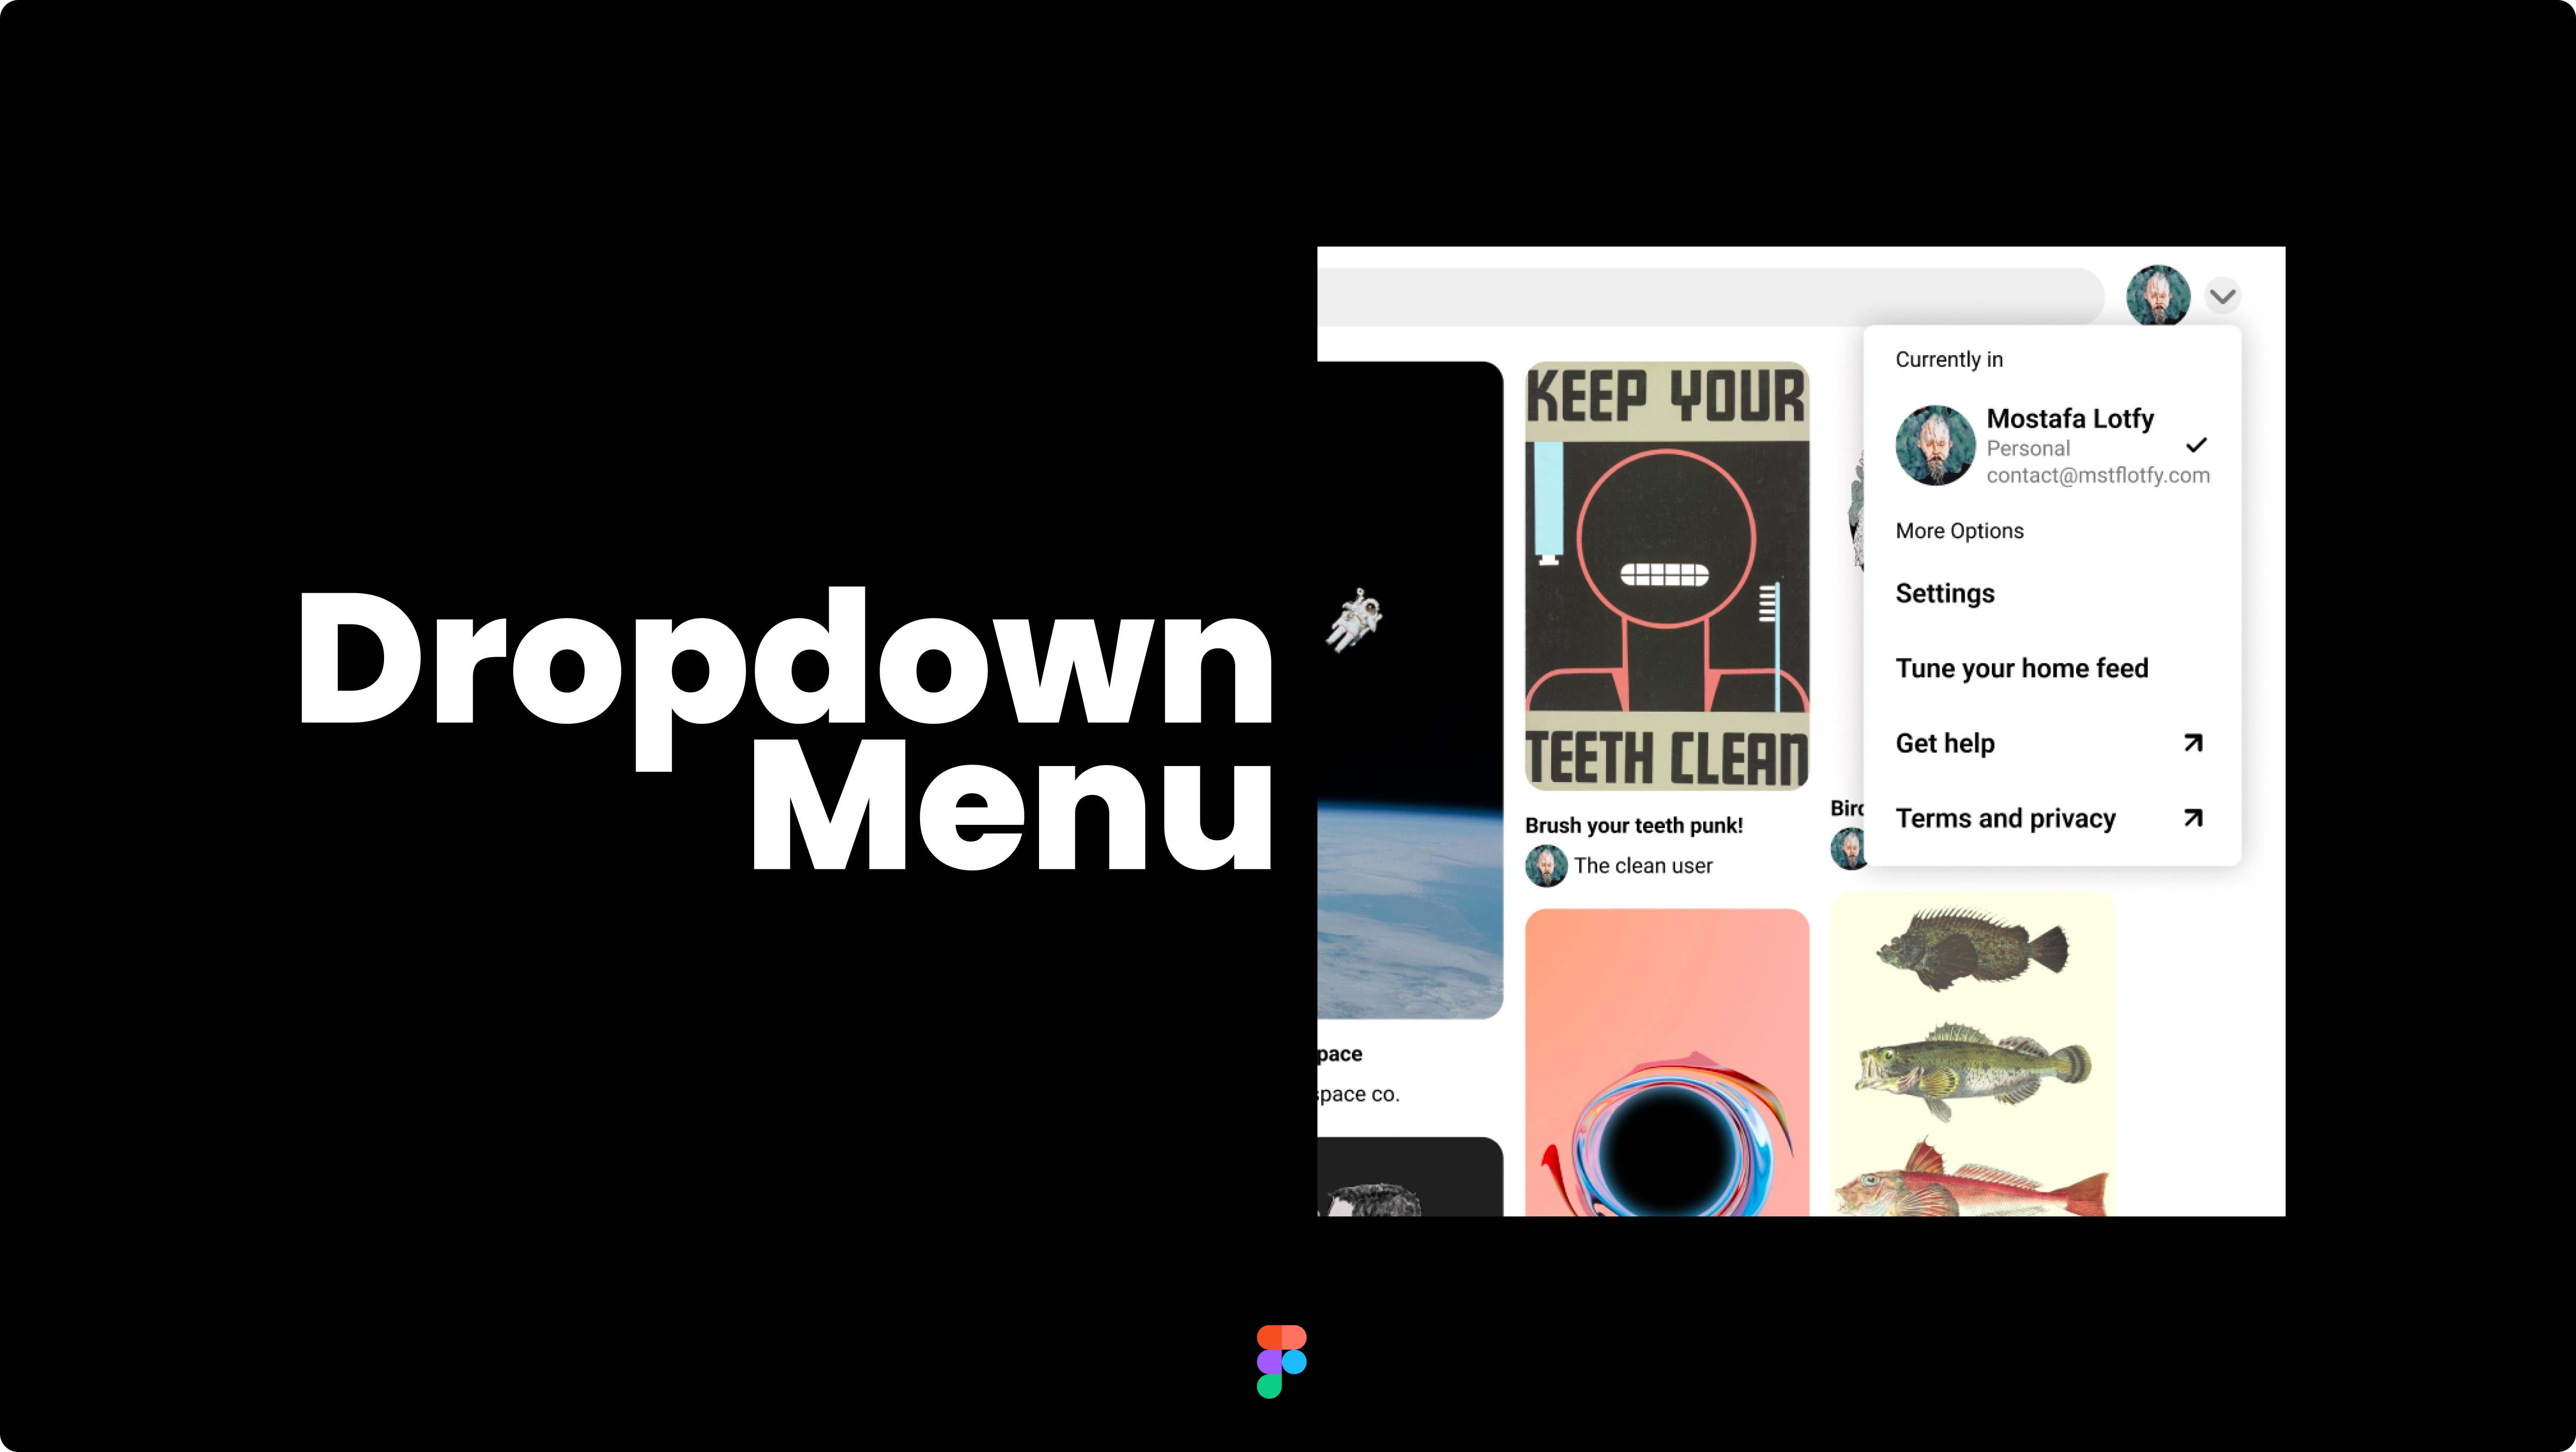 Dropdown
Menu
Currently in
Mostafa Lotfy
Personal
contact@mstflotfy.com
More Options
Settings
Tune your home feed
Get help
Terms and privacy
KEEP YOUR
TEETH CLEAN
Brush your teeth punk!
The clean user
pace
space co.